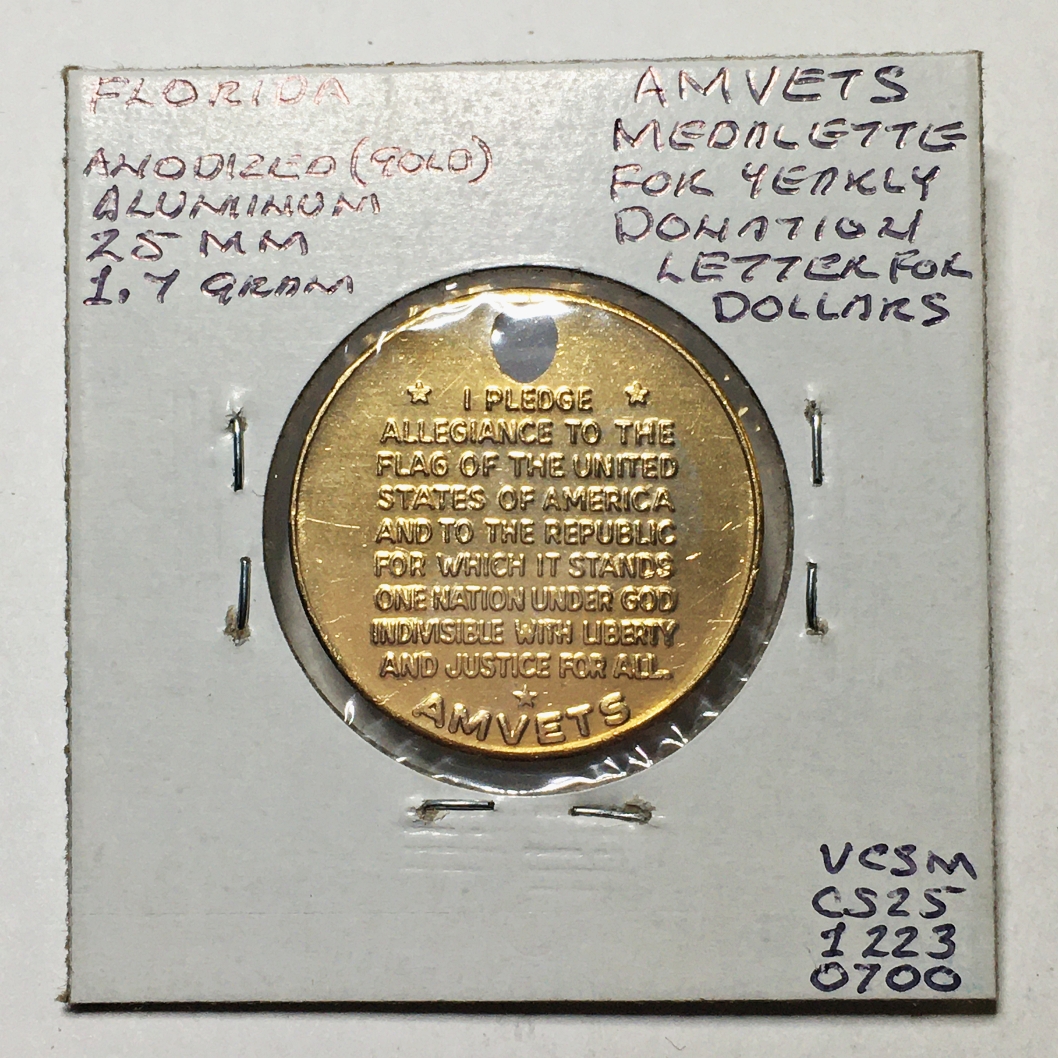 FLORIDA
ANODIZED (GOLD)
ALUMINUM
25 MM
1.7 GRAM
AMVETS
MEDALETTE
FOR YEARLY
DONATION
LETTER FOR
DOLLARS
☆ I PLEDGE ☆
ALLEGIANCE TO THE
FLAG OF THE UNITED
STATES OF AMERICA
AND TO THE REPUBLIC
FOR WHICH IT STANDS
ONE NATION UNDER GOD
INDIVISIBLE WITH LIBERTY
AND JUSTICE FOR ALL.
☆
AMVETS
VCSM
CS25
1223
0700